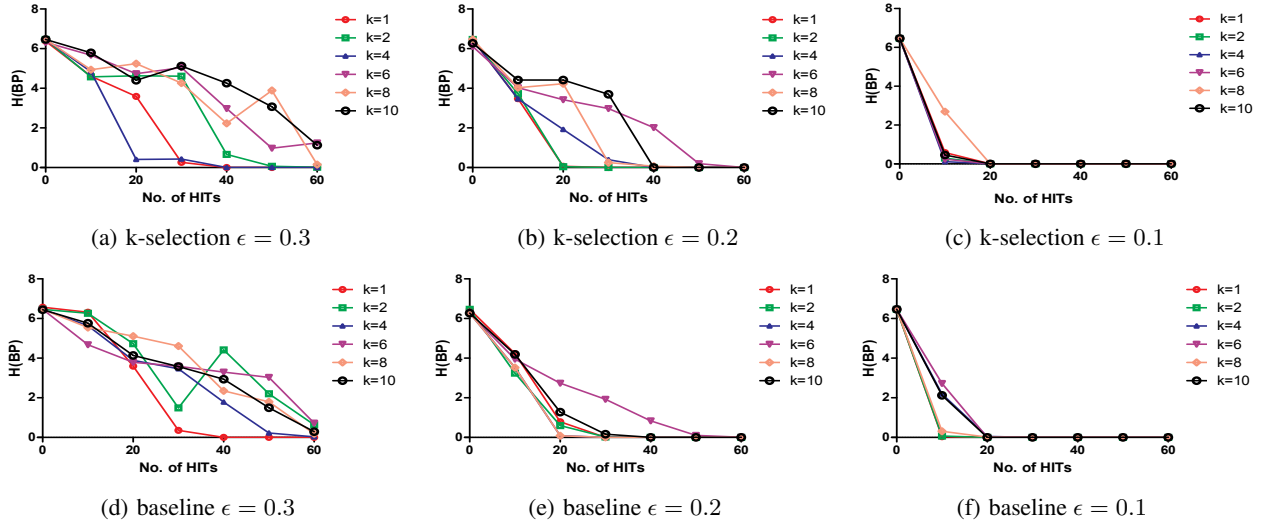 8
6
4
2
0
H(BP)
0 20 40 60
No. of HITs
k=1
k=2
k=4
k=6
k=8
k=10
(a) k-selection ϵ = 0.3
8
6
4
2
0
H(BP)
0 20 40 60
No. of HITs
k=1
k=2
k=4
k=6
k=8
k=10
(b) k-selection ϵ = 0.2
8
6
4
2
0
H(BP)
0 20 40 60
No. of HITs
k=1
k=2
k=4
k=6
k=8
k=10
(c) k-selection ϵ = 0.1
8
6
4
2
0
H(BP)
0 20 40 60
No. of HITs
k=1
k=2
k=4
k=6
k=8
k=10
(d) baseline ϵ = 0.3
8
6
4
2
0
H(BP)
0 20 40 60
No. of HITs
k=1
k=2
k=4
k=6
k=8
k=10
(e) baseline ϵ = 0.2
8
6
4
2
0
H(BP)
0 20 40 60
No. of HITs
k=1
k=2
k=4
k=6
k=8
k=10
(f) baseline ϵ = 0.1